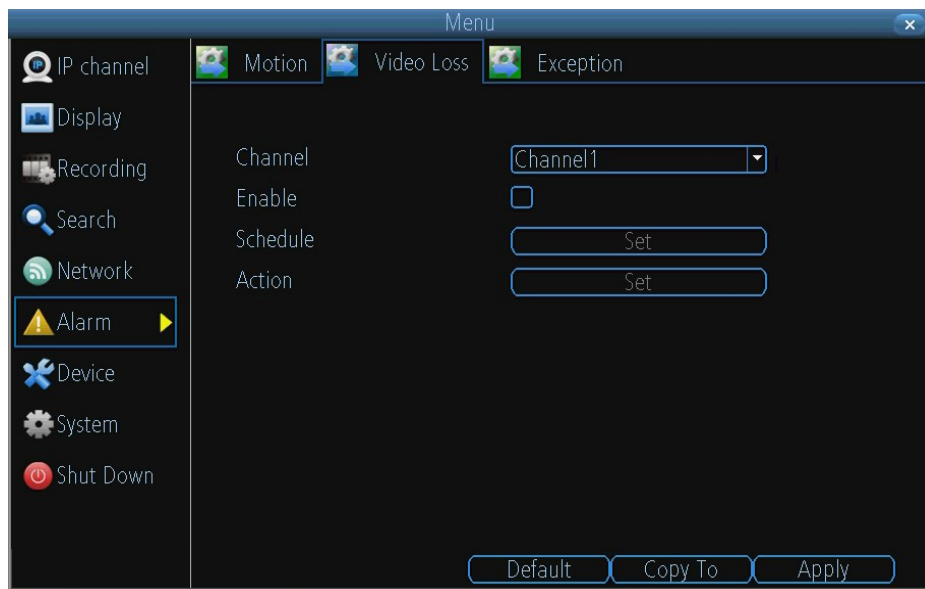 Menu
IP channel
Display
Recording
Search
Network
Alarm
Device
System
Shut Down
Motion Video Loss Exception
Channel Channel1
Enable
Schedule Set
Action Set
Default Copy To Apply